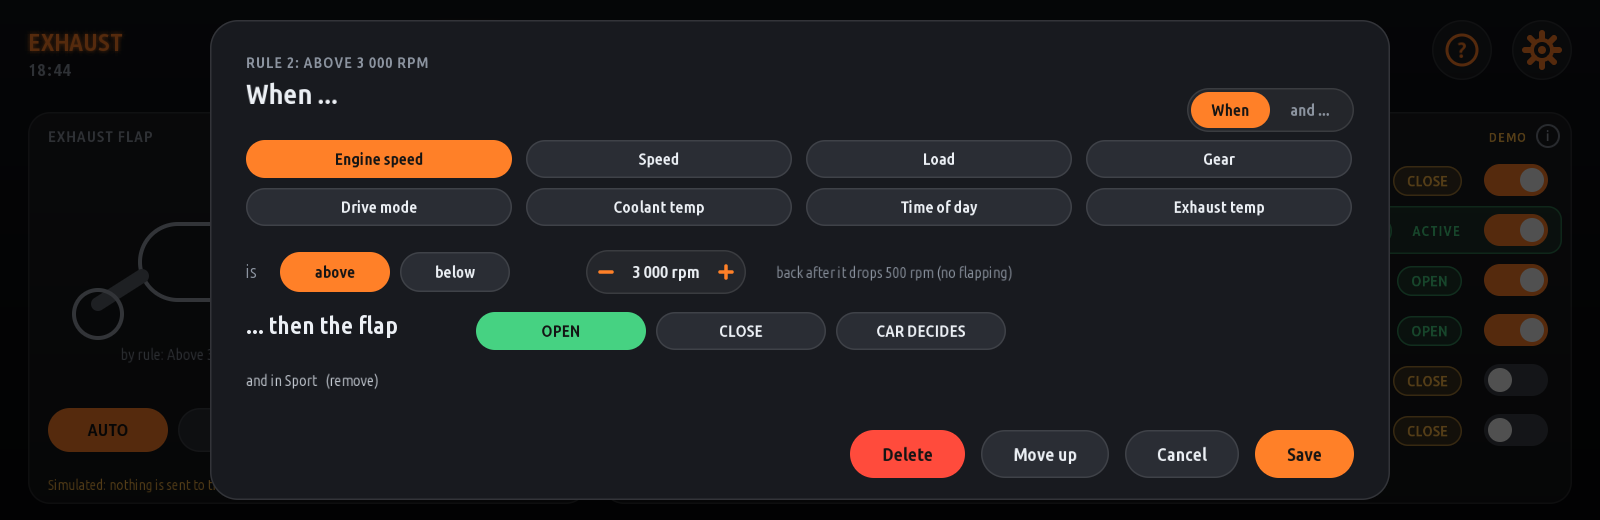 EXHAUST
18:44
?
RULE 2: ABOVE 3 000 RPM
When ...
When and ...
Engine speed Speed Load Gear
Drive mode Coolant temp Time of day Exhaust temp
is above below − 3 000 rpm + back after it drops 500 rpm (no flapping)
... then the flap OPEN CLOSE CAR DECIDES
and in Sport (remove)
Delete Move up Cancel Save
EXHAUST FLAP
by rule: Above
AUTO
Simulated: nothing is sent to
DEMO i
CLOSE
ACTIVE
OPEN
OPEN
CLOSE
CLOSE